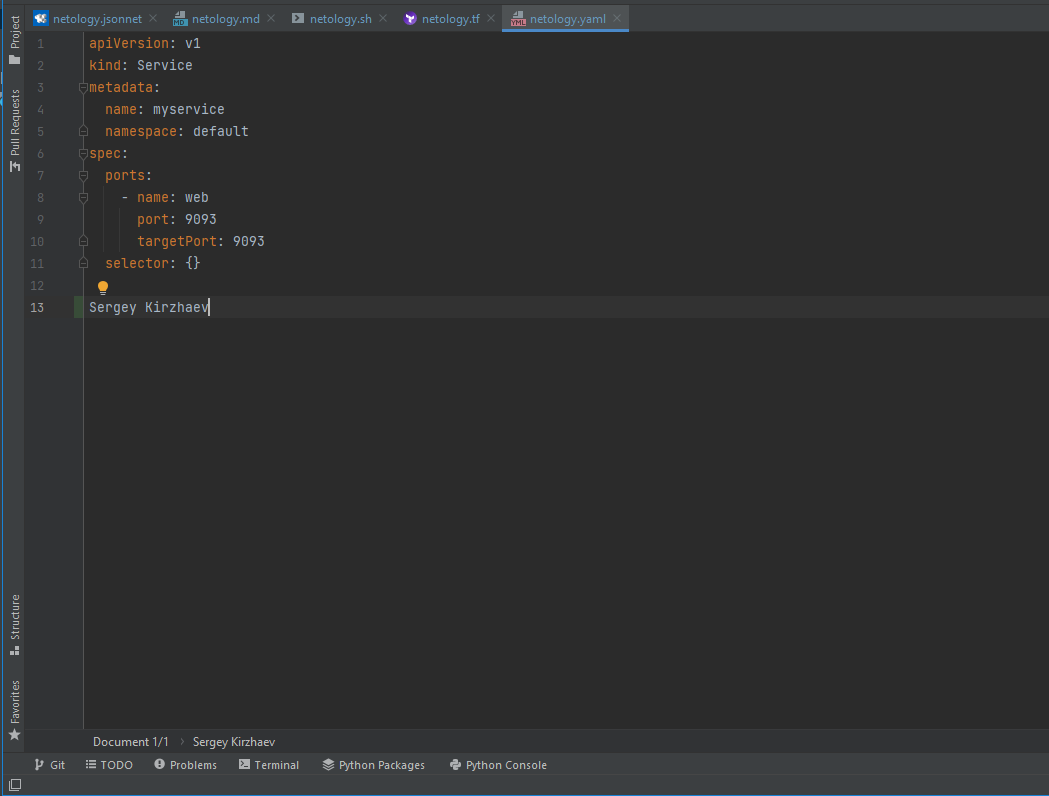 netology.jsonnet netology.md netology.sh netology.tf netology.yaml
Project
Pull Requests
1 apiVersion: v1
2 kind: Service
3 metadata:
4   name: myservice
5   namespace: default
6 spec:
7   ports:
8     - name: web
9       port: 9093
10       targetPort: 9093
11   selector: {}
12
13 Sergey Kirzhaev
Structure
Favorites
Document 1/1 › Sergey Kirzhaev
Git TODO Problems Terminal Python Packages Python Console